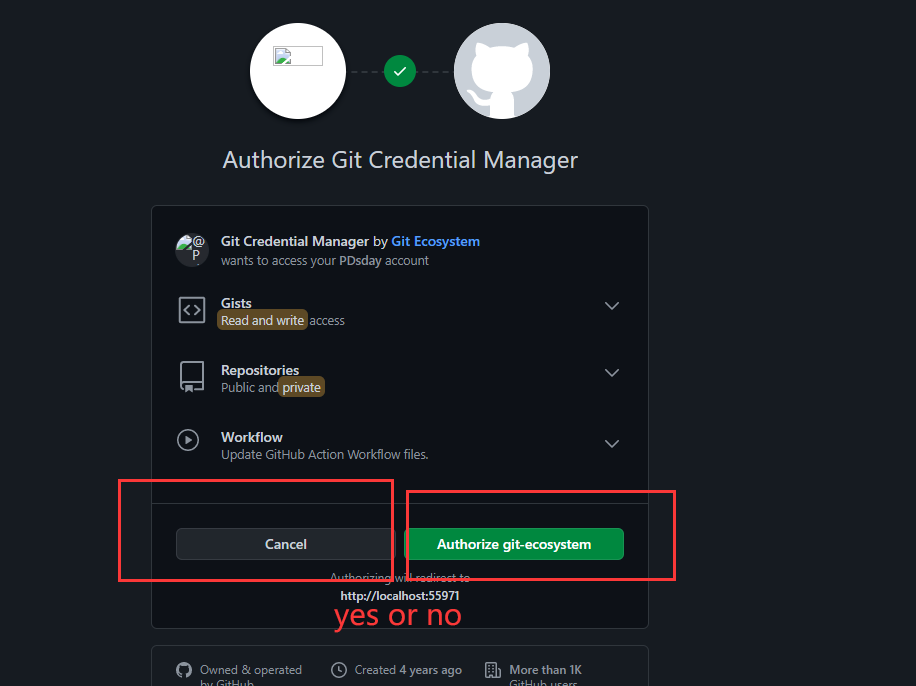 Authorize Git Credential Manager
@
P
Git Credential Manager by Git Ecosystem
wants to access your PDsday account
Gists
Read and write access
Repositories
Public and private
Workflow
Update GitHub Action Workflow files.
Cancel
Authorize git-ecosystem
Authorizing will redirect to
http://localhost:55971
yes or no
Owned & operated
by GitHub
Created 4 years ago
More than 1K
GitHub users